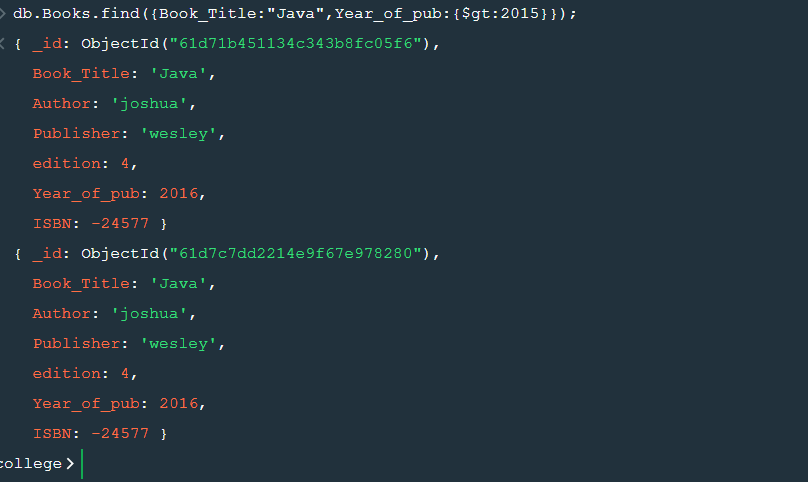 > db.Books.find({Book_Title:"Java",Year_of_pub:{$gt:2015}});
< { _id: ObjectId("61d71b451134c343b8fc05f6"),
Book_Title: 'Java',
Author: 'joshua',
Publisher: 'wesley',
edition: 4,
Year_of_pub: 2016,
ISBN: -24577 }
{ _id: ObjectId("61d7c7dd2214e9f67e978280"),
Book_Title: 'Java',
Author: 'joshua',
Publisher: 'wesley',
edition: 4,
Year_of_pub: 2016,
ISBN: -24577 }
college>